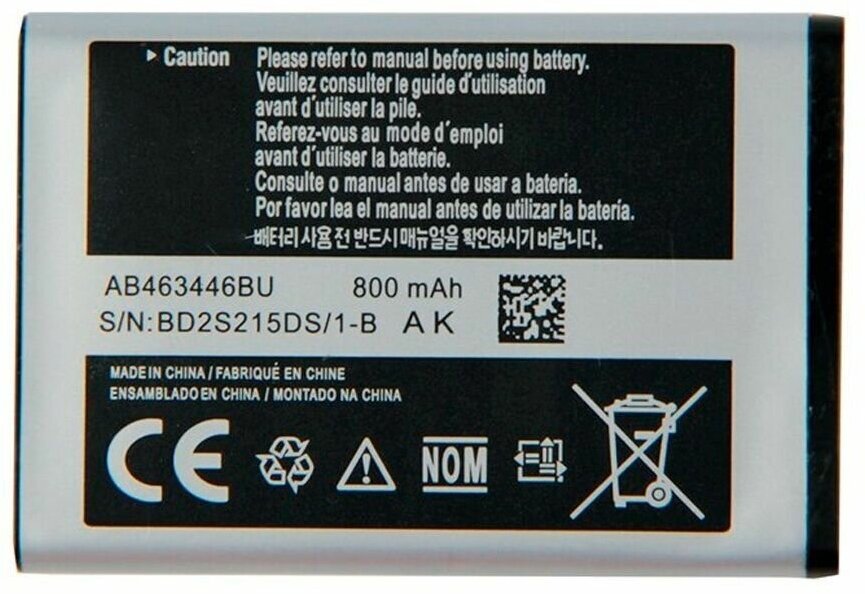 ▸ Caution Please refer to manual before using battery.
Veuillez consulter le guide d'utilisation
avant d'utiliser la pile.
Referez-vous au mode d'emploi
avant d'utiliser la batterie.
Consulte o manual antes de usar a bateria.
Por favor lea el manual antes de utilizar la batería.
배터리 사용 전 반드시 매뉴얼을 확인하시기 바랍니다.
AB463446BU 800 mAh
S/N:BD2S215DS/1-B A K
MADE IN CHINA / FABRIQUÉ EN CHINE
ENSAMBLADO EN CHINA / MONTADO NA CHINA
CE NOM